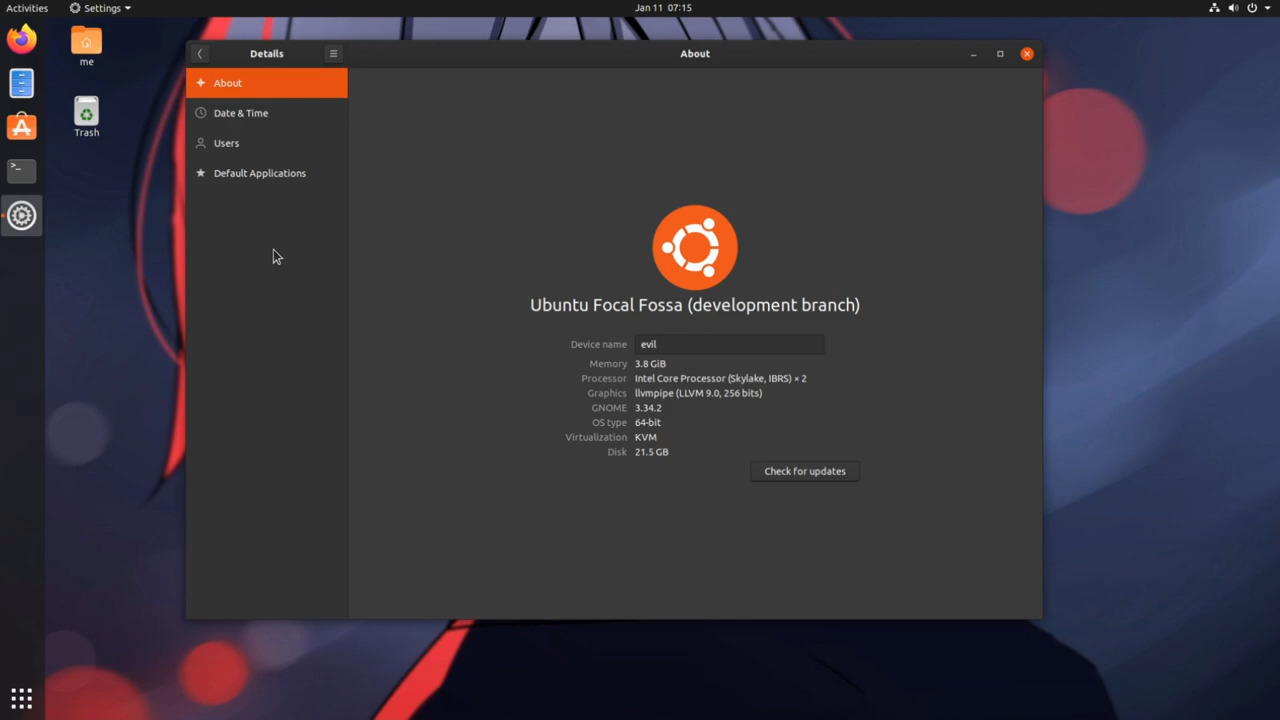 Activities
Settings
Jan 11 07:15
me
Trash
Details
About
About
Date & Time
Users
Default Applications
Ubuntu Focal Fossa (development branch)
Device name evil
Memory 3.8 GiB
Processor Intel Core Processor (Skylake, IBRS) × 2
Graphics llvmpipe (LLVM 9.0, 256 bits)
GNOME 3.34.2
OS type 64-bit
Virtualization KVM
Disk 21.5 GB
Check for updates